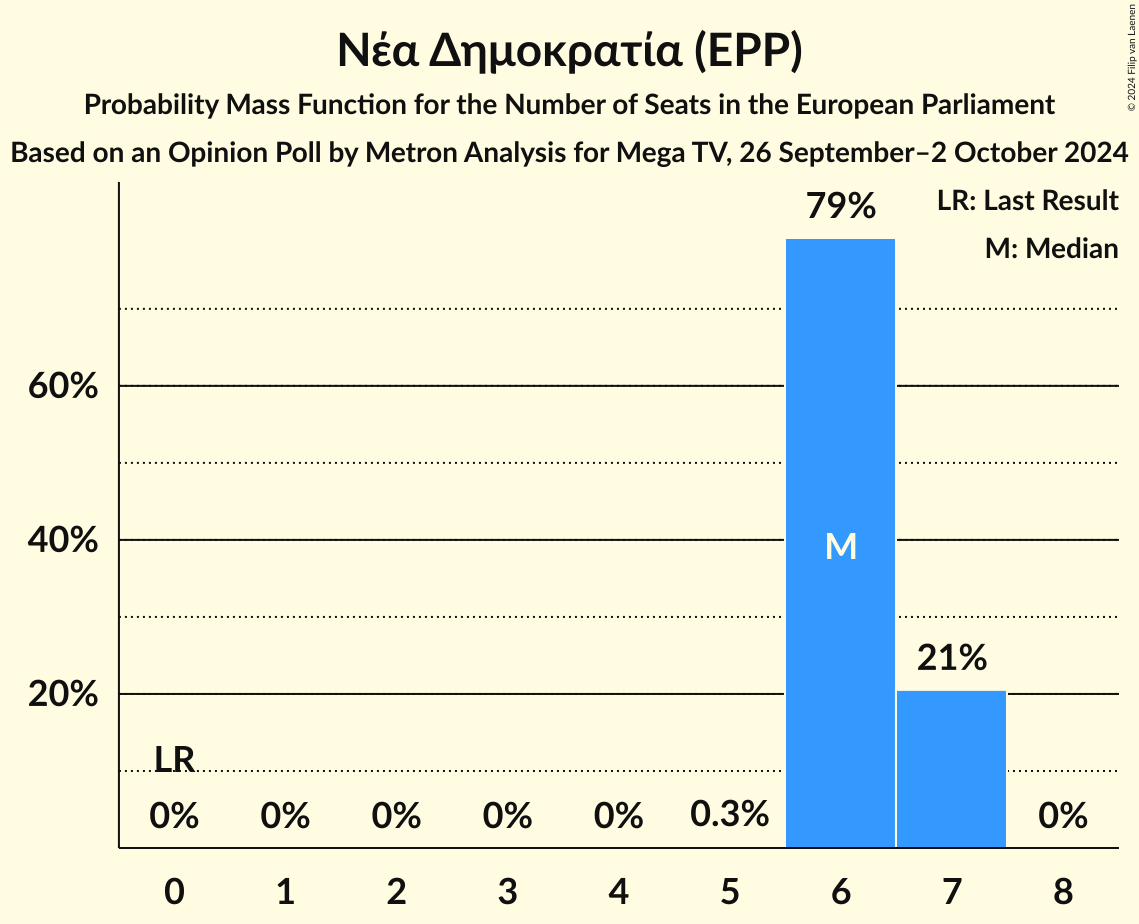 Νέα Δημοκρατία (EPP)
Probability Mass Function for the Number of Seats in the European Parliament
Based on an Opinion Poll by Metron Analysis for Mega TV, 26 September–2 October 2024
© 2024 Filip van Laenen
LR: Last Result
M: Median
79%
60%
40%
M
21%
20%
LR
0% 0% 0% 0% 0% 0.3% 0%
0 1 2 3 4 5 6 7 8